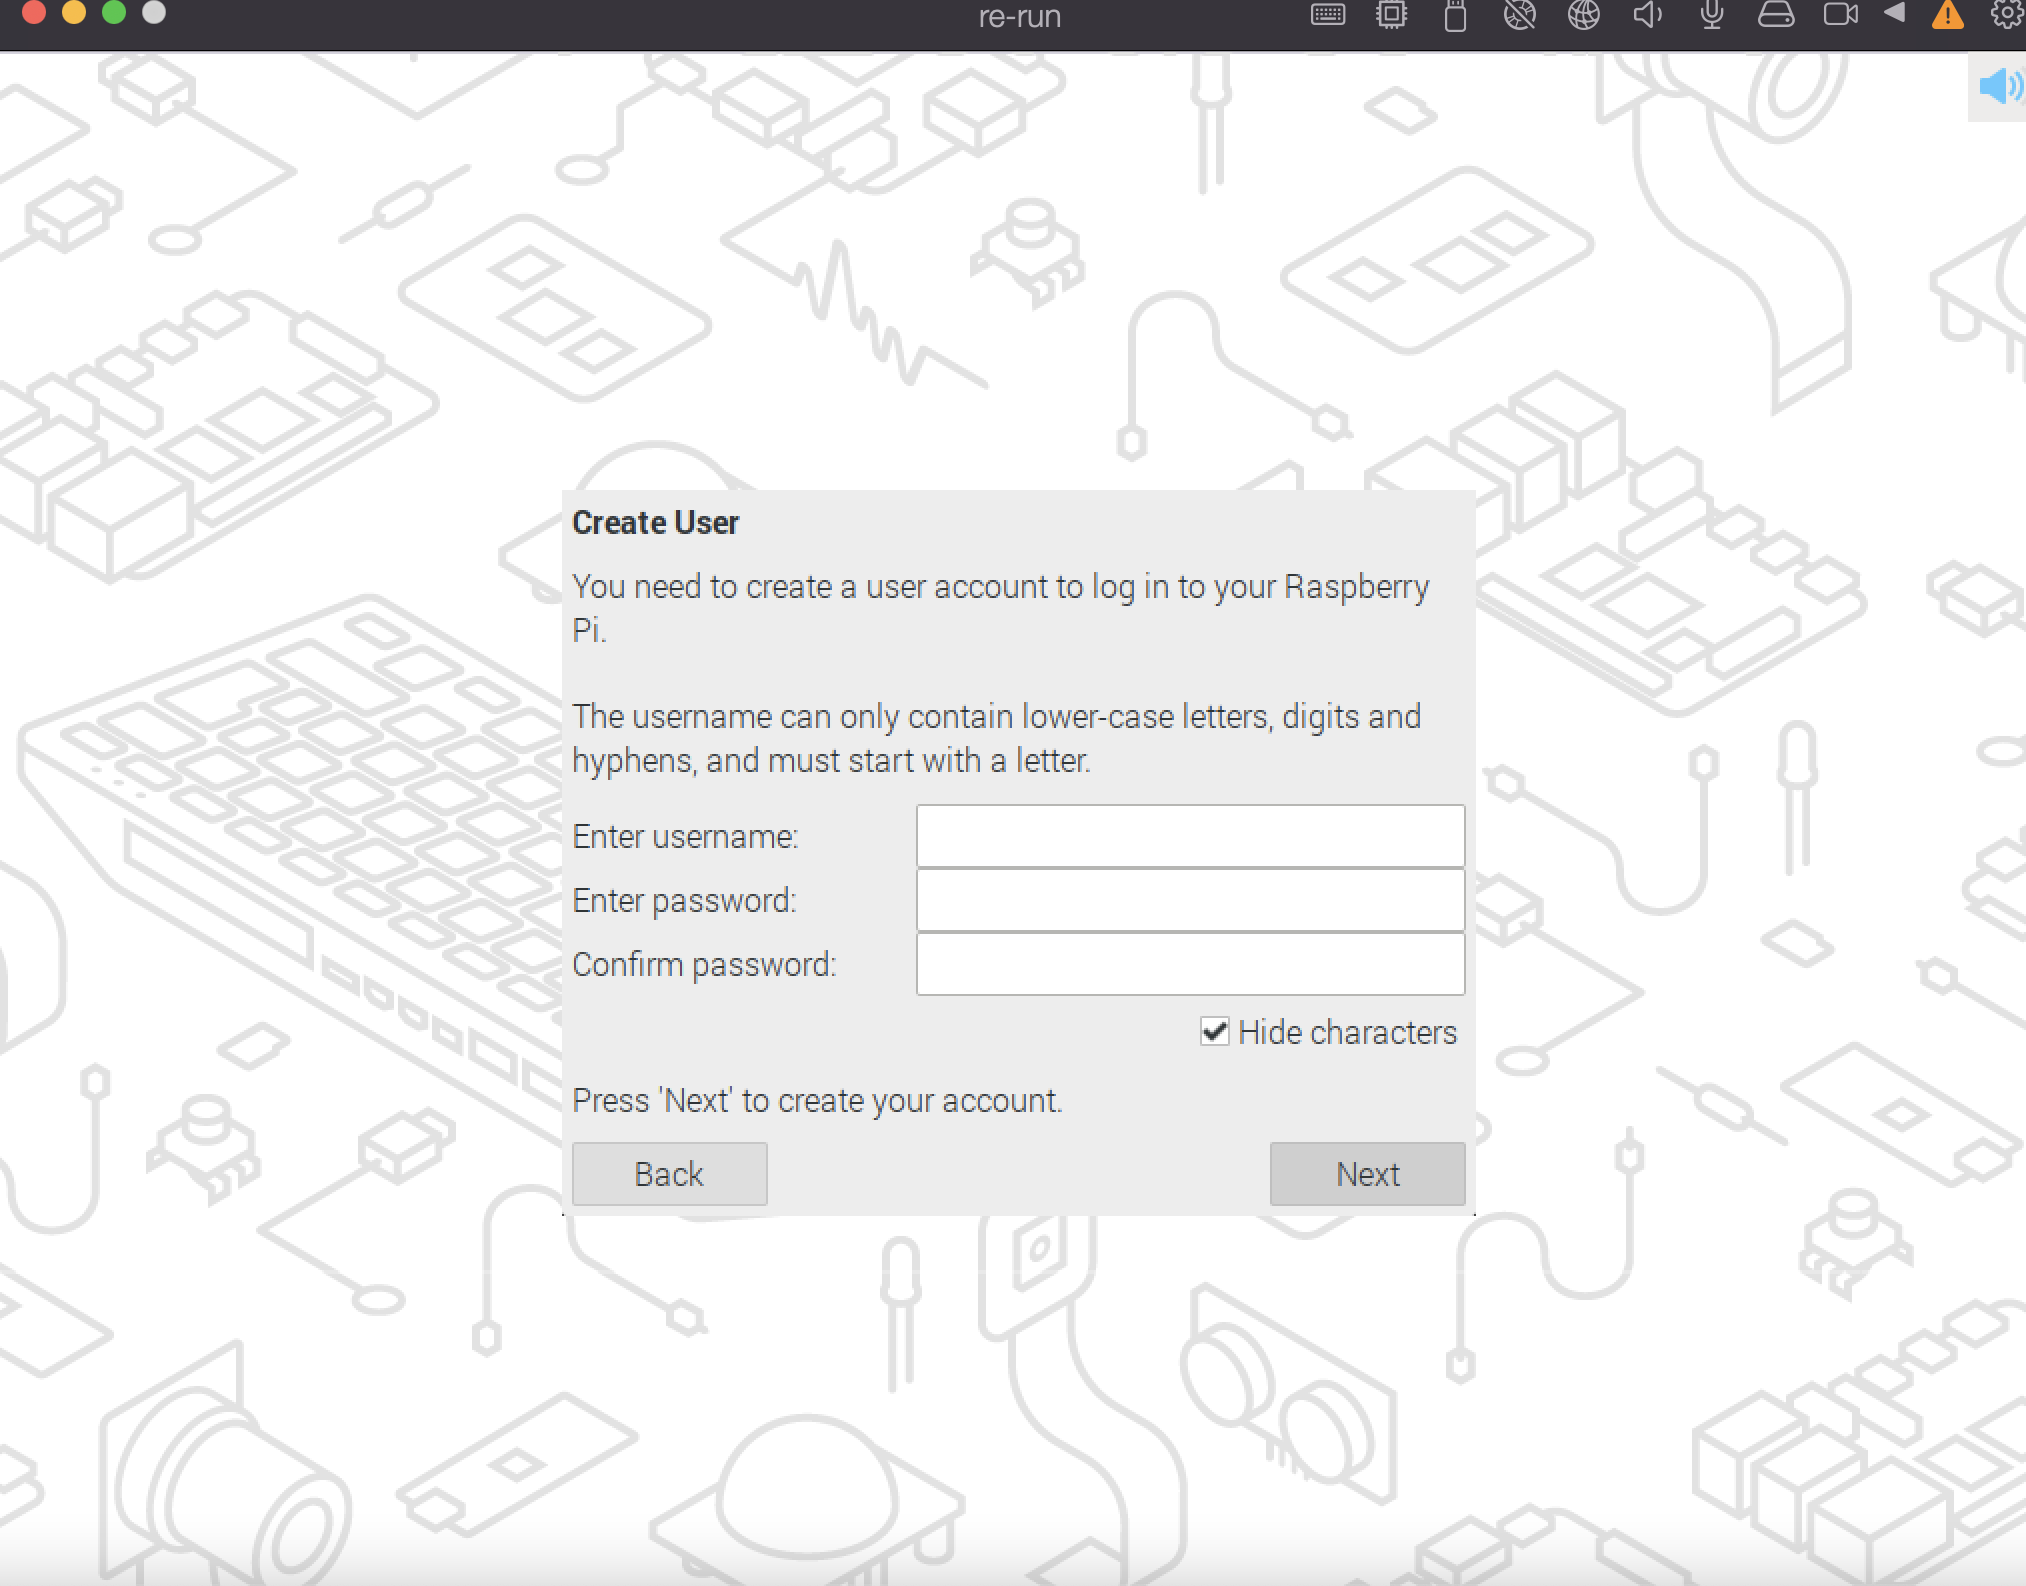 re-run
Create User
You need to create a user account to log in to your Raspberry
Pi.
The username can only contain lower-case letters, digits and
hyphens, and must start with a letter.
Enter username:
Enter password:
Confirm password:
Hide characters
Press 'Next' to create your account.
Back
Next